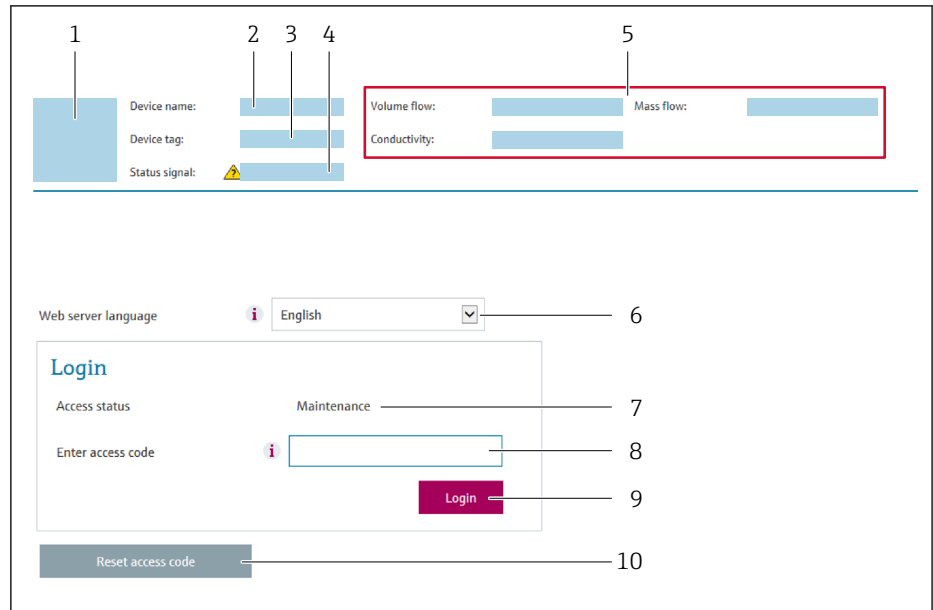 1 2 3 4 5
Device name: Volume flow: Mass flow:
Device tag: Conductivity:
Status signal: ?
Web server language i English 6
Login
Access status Maintenance 7
Enter access code i 8
Login 9
Reset access code 10